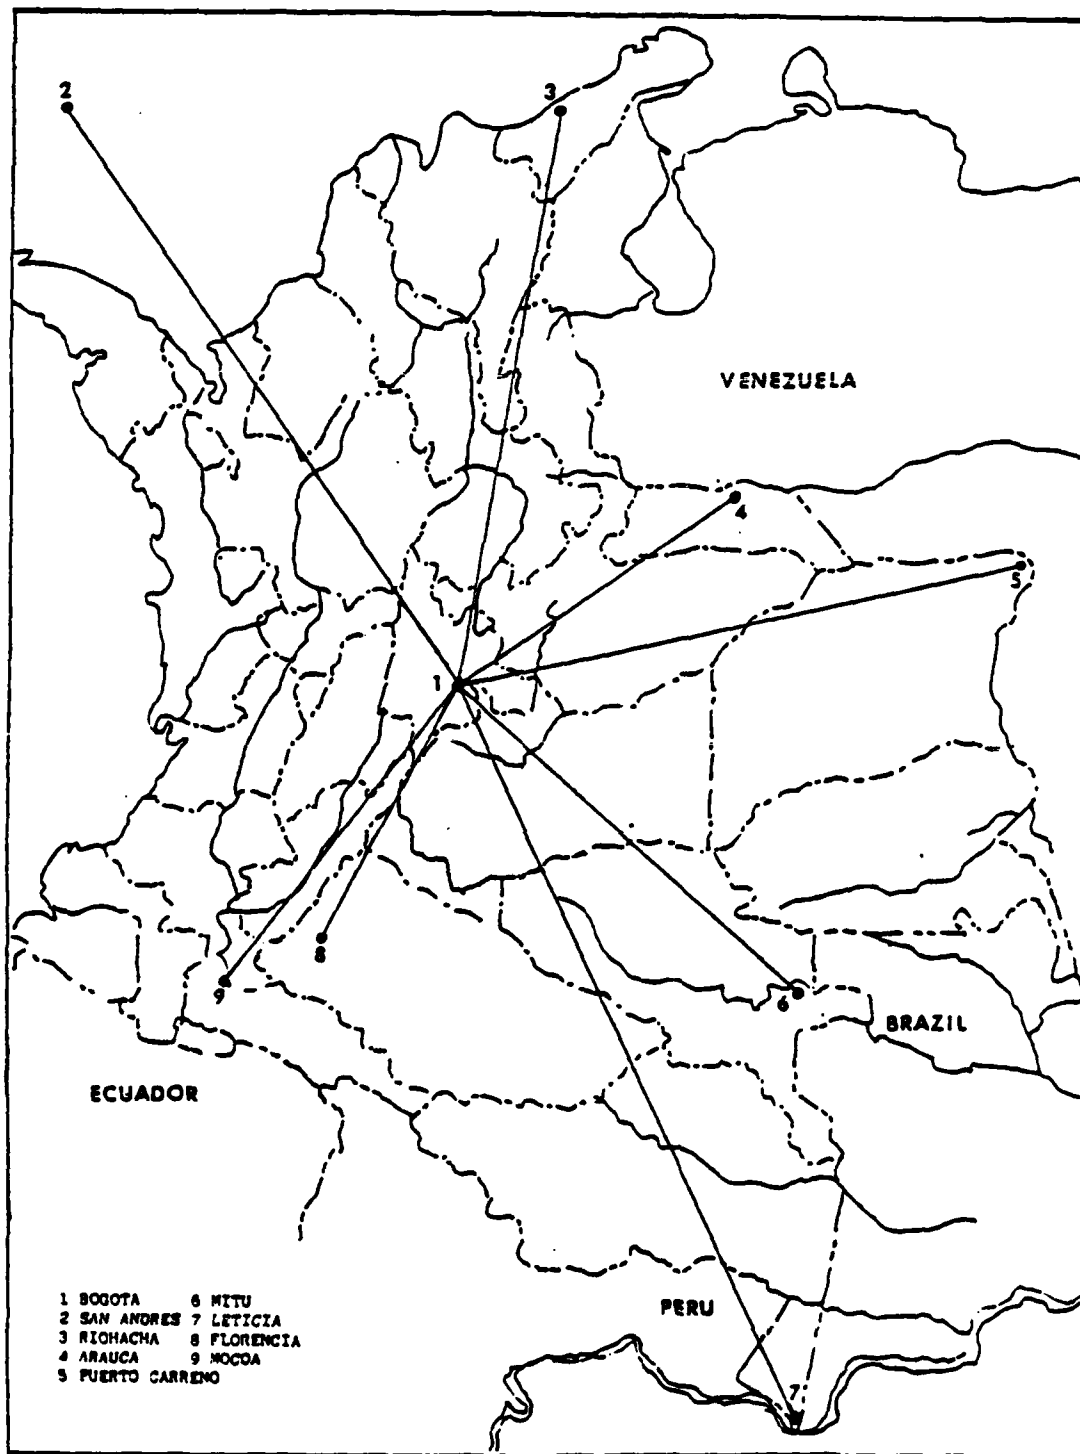 2
3
VENEZUELA
4
5
1
8
9
6
BRAZIL
ECUADOR
PERU
1 BOGOTA 6 MITU
2 SAN ANDRES 7 LETICIA
3 RIOHACHA 8 FLORENCIA
4 ARAUCA 9 MOCOA
5 PUERTO CARRENO
7